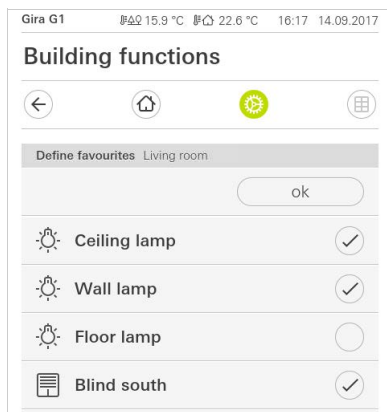 Gira G1 15.9 °C 22.6 °C 16:17 14.09.2017
Building functions
Define favourites Living room
ok
Ceiling lamp
Wall lamp
Floor lamp
Blind south